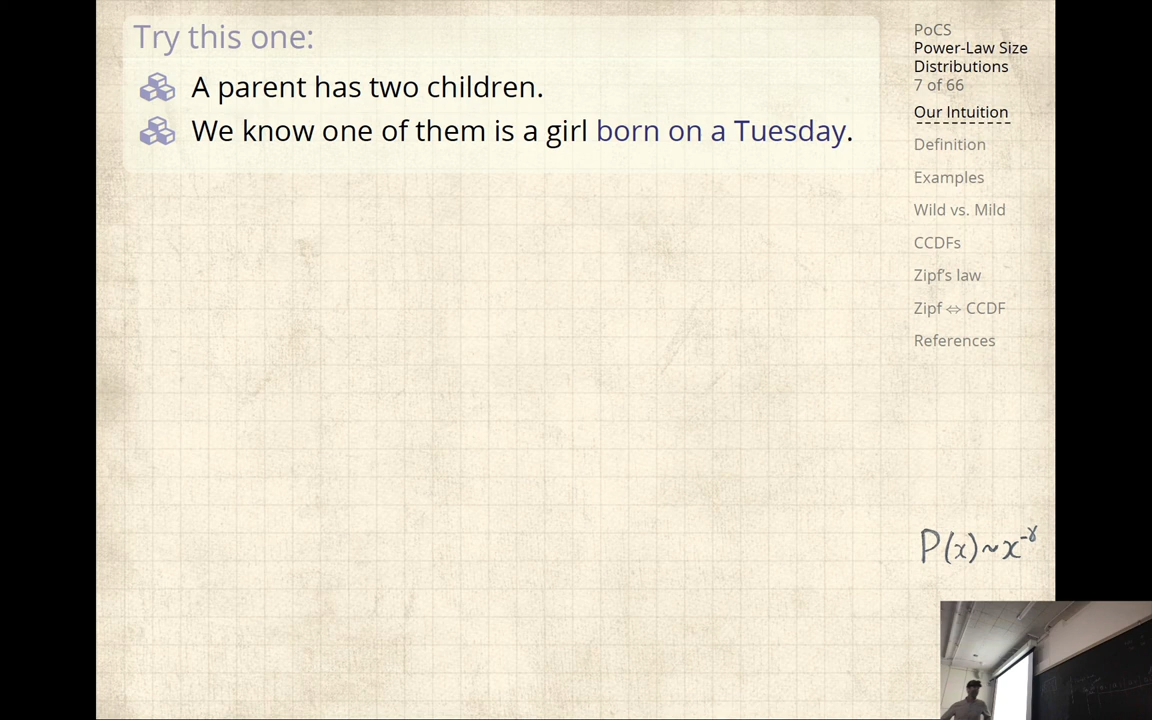 Try this one:
A parent has two children.
We know one of them is a girl born on a Tuesday.
PoCS
Power-Law Size
Distributions
7 of 66
Our Intuition
Definition
Examples
Wild vs. Mild
CCDFs
Zipf's law
Zipf ⇔ CCDF
References
P(x)~x^-γ